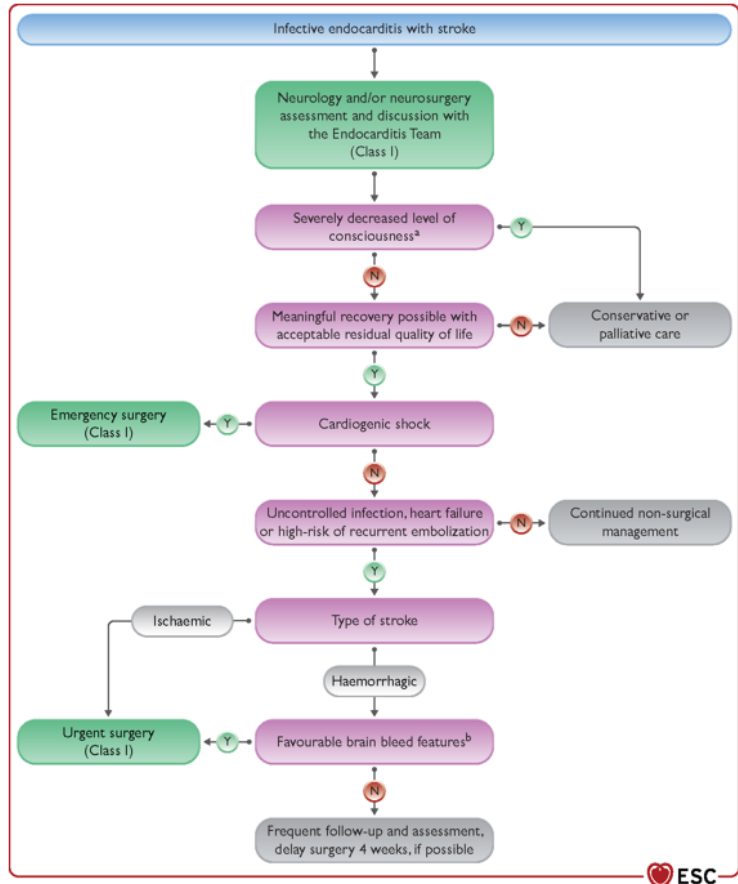 Infective endocarditis with stroke
Neurology and/or neurosurgery
assessment and discussion with
the Endocarditis Team
(Class I)
Severely decreased level of
consciousnessᵃ
Y
N
Meaningful recovery possible with
acceptable residual quality of life
N
Conservative or
palliative care
Y
Emergency surgery
(Class I)
Y
Cardiogenic shock
N
Uncontrolled infection, heart failure
or high-risk of recurrent embolization
N
Continued non-surgical
management
Y
Ischaemic
Type of stroke
Haemorrhagic
Urgent surgery
(Class I)
Y
Favourable brain bleed featuresᵇ
N
Frequent follow-up and assessment,
delay surgery 4 weeks, if possible
ESC